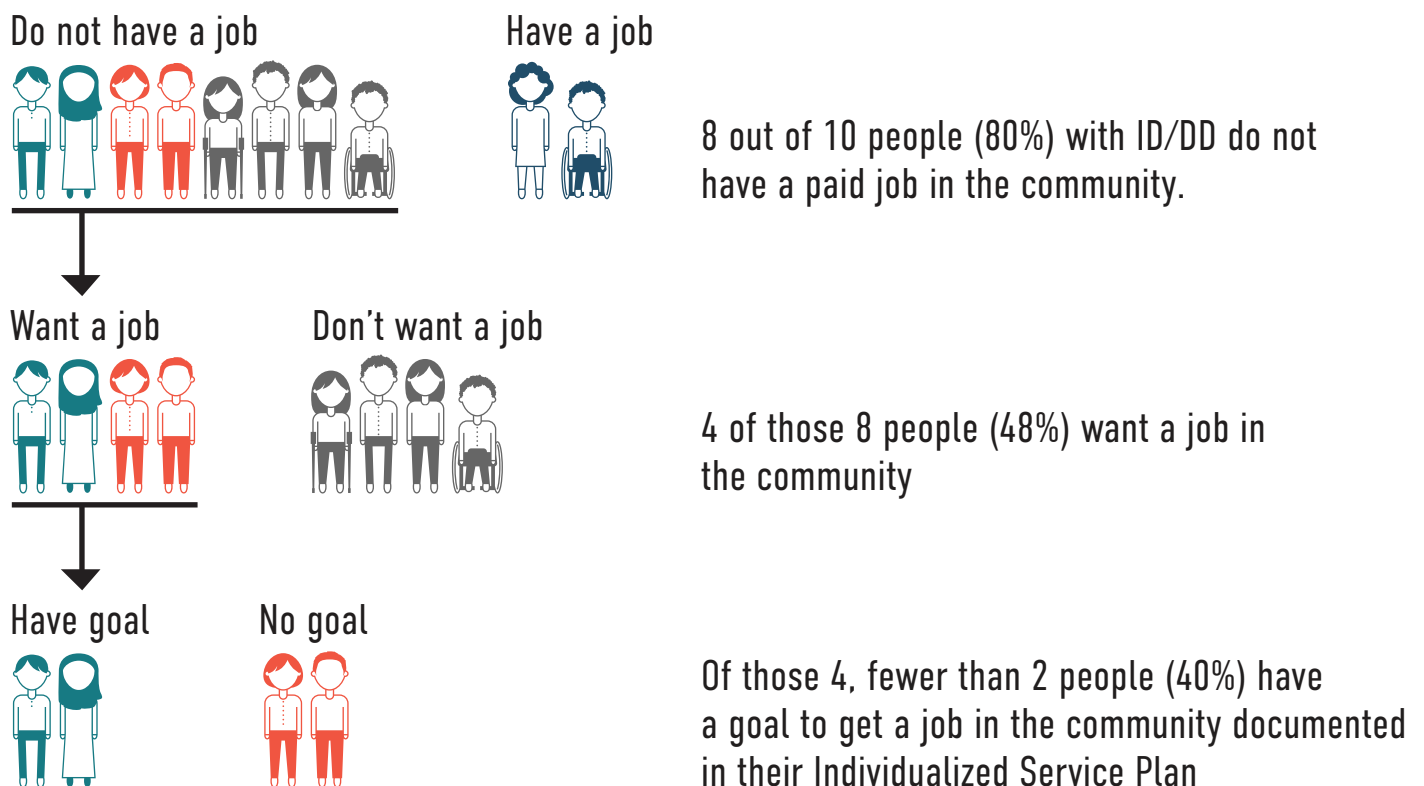 Do not have a job
Have a job
8 out of 10 people (80%) with ID/DD do not
have a paid job in the community.
Want a job
Don't want a job
4 of those 8 people (48%) want a job in
the community
Have goal
No goal
Of those 4, fewer than 2 people (40%) have
a goal to get a job in the community documented
in their Individualized Service Plan